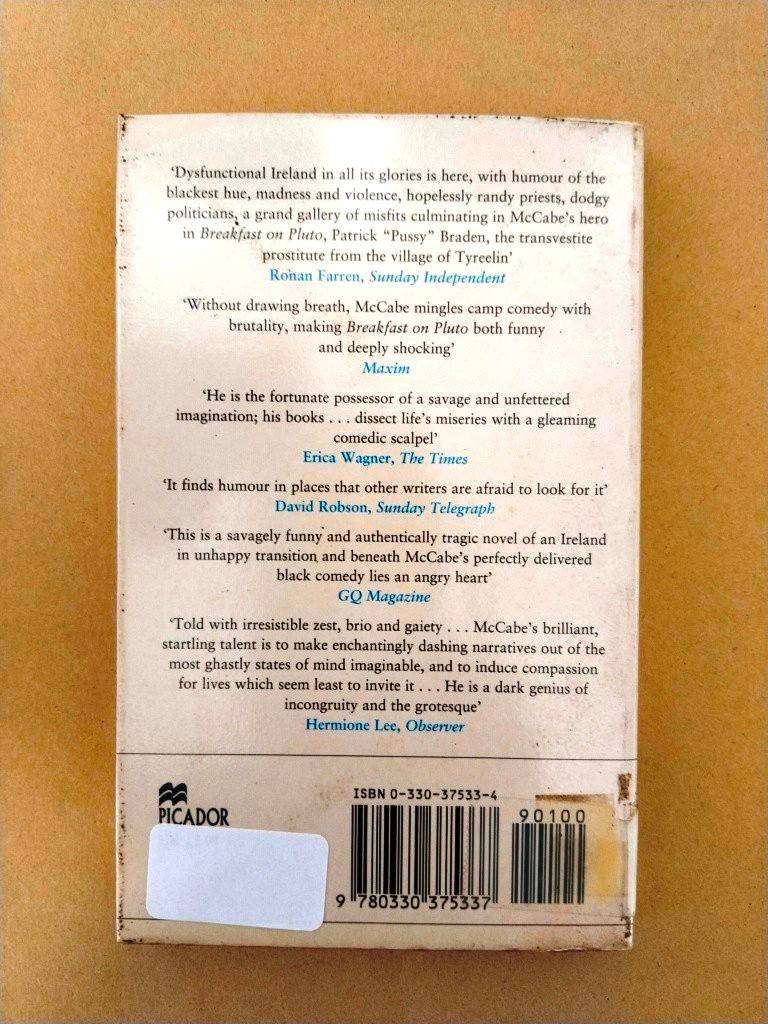 ‘Dysfunctional Ireland in all its glories is here, with humour of the
blackest hue, madness and violence, hopelessly randy priests, dodgy
politicians, a grand gallery of misfits culminating in McCabe’s hero
in Breakfast on Pluto, Patrick “Pussy” Braden, the transvestite
prostitute from the village of Tyreelin’
Ronan Farren, Sunday Independent
‘Without drawing breath, McCabe mingles camp comedy with
brutality, making Breakfast on Pluto both funny
and deeply shocking’
Maxim
‘He is the fortunate possessor of a savage and unfettered
imagination; his books . . . dissect life’s miseries with a gleaming
comedic scalpel’
Erica Wagner, The Times
‘It finds humour in places that other writers are afraid to look for it’
David Robson, Sunday Telegraph
‘This is a savagely funny and authentically tragic novel of an Ireland
in unhappy transition and beneath McCabe’s perfectly delivered
black comedy lies an angry heart’
GQ Magazine
‘Told with irresistible zest, brio and gaiety . . . McCabe’s brilliant,
startling talent is to make enchantingly dashing narratives out of the
most ghastly states of mind imaginable, and to induce compassion
for lives which seem least to invite it . . . He is a dark genius of
incongruity and the grotesque’
Hermione Lee, Observer
PICADOR
ISBN 0-330-37533-4
90100
9 780330 375337